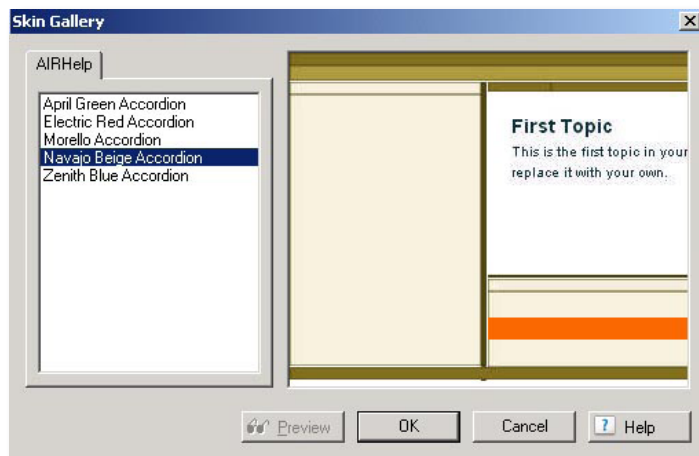 Skin Gallery
AIRHelp
April Green Accordion
Electric Red Accordion
Morello Accordion
Navajo Beige Accordion
Zenith Blue Accordion
First Topic
This is the first topic in your
replace it with your own.
Preview
OK
Cancel
Help